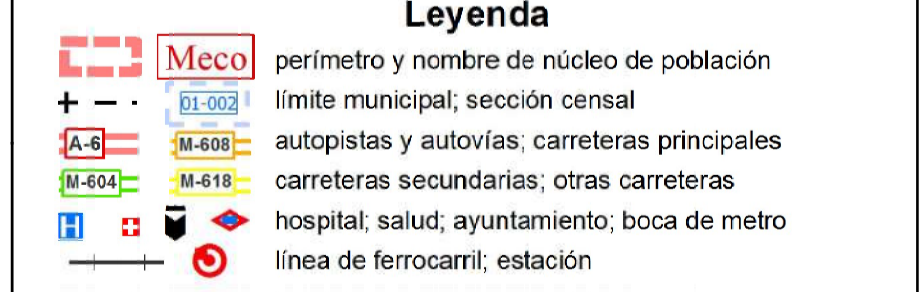 Leyenda
Meco perímetro y nombre de núcleo de población
01-002 límite municipal; sección censal
A-6 M-608 autopistas y autovías; carreteras principales
M-604 M-618 carreteras secundarias; otras carreteras
H hospital; salud; ayuntamiento; boca de metro
línea de ferrocarril; estación